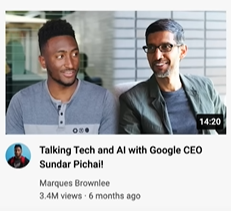 14:20
Talking Tech and AI with Google CEO
Sundar Pichai!
Marques Brownlee
3.4M views · 6 months ago